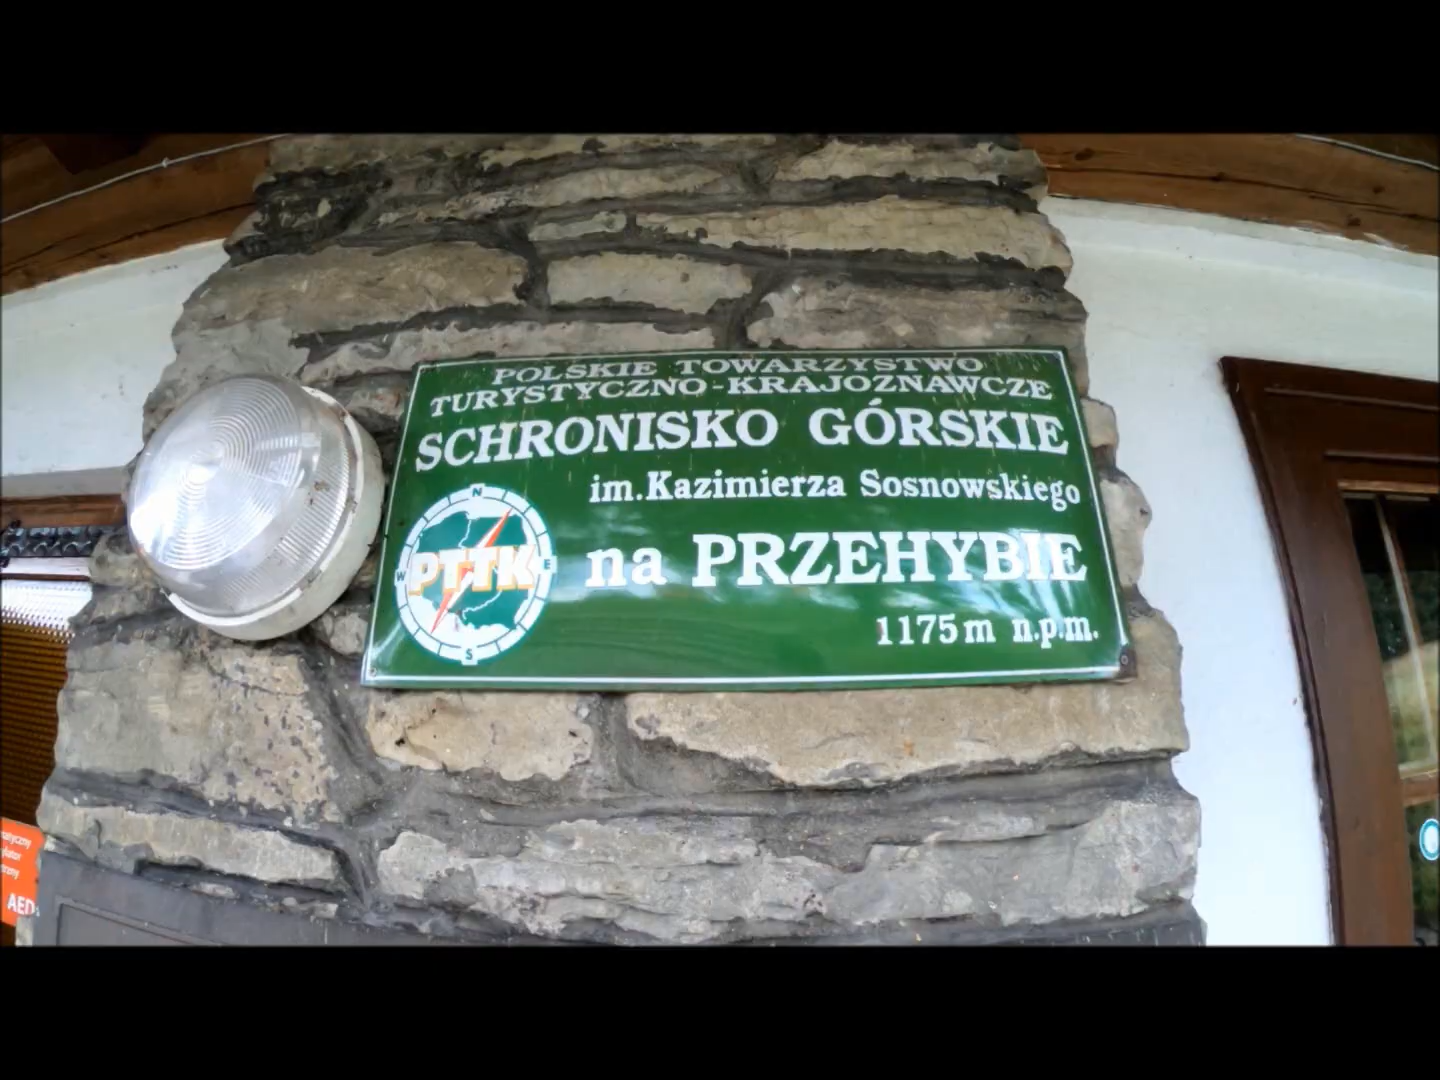 POLSKIE TOWARZYSTWO
TURYSTYCZNO-KRAJOZNAWCZE
SCHRONISKO GÓRSKIE
im.Kazimierza Sosnowskiego
na PRZEHYBIE
1175m n.p.m.
N
W
PTTK
E
S
AED